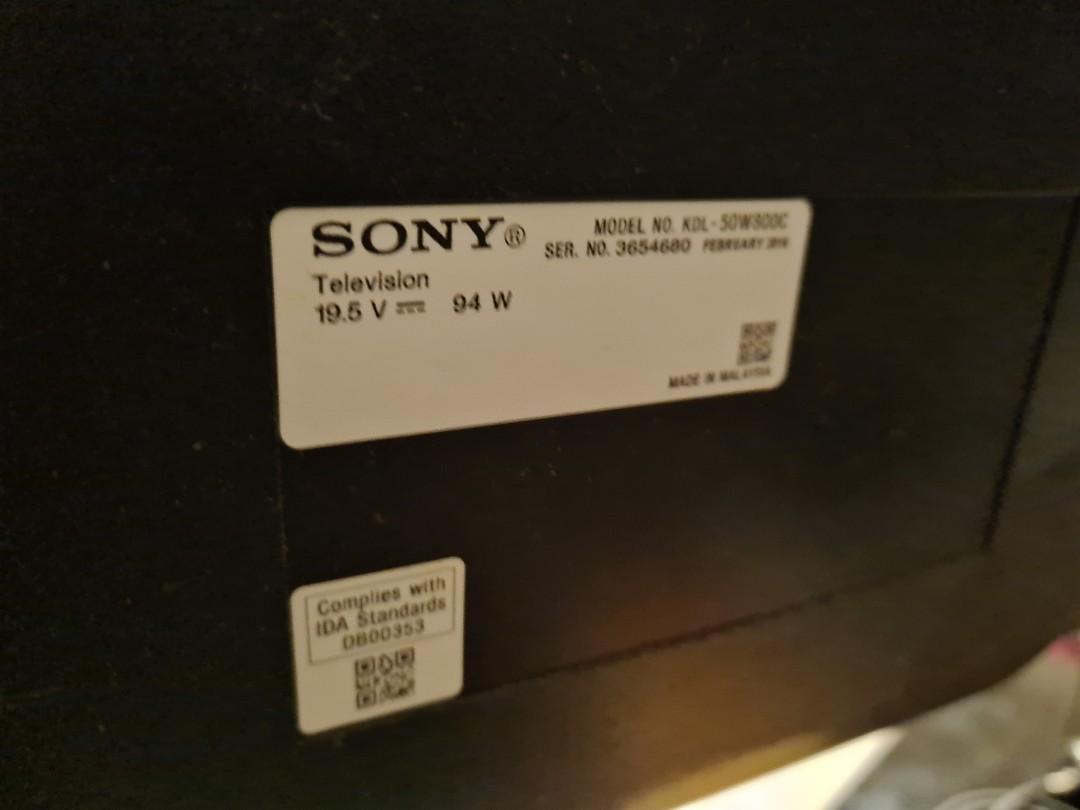 SONY®
MODEL NO. KDL-50W800C
SER. NO. 3654680 FEBRUARY 2016
Television
19.5 V ⎓ 94 W
MADE IN MALAYSIA
Complies with
IDA Standards
DB00353